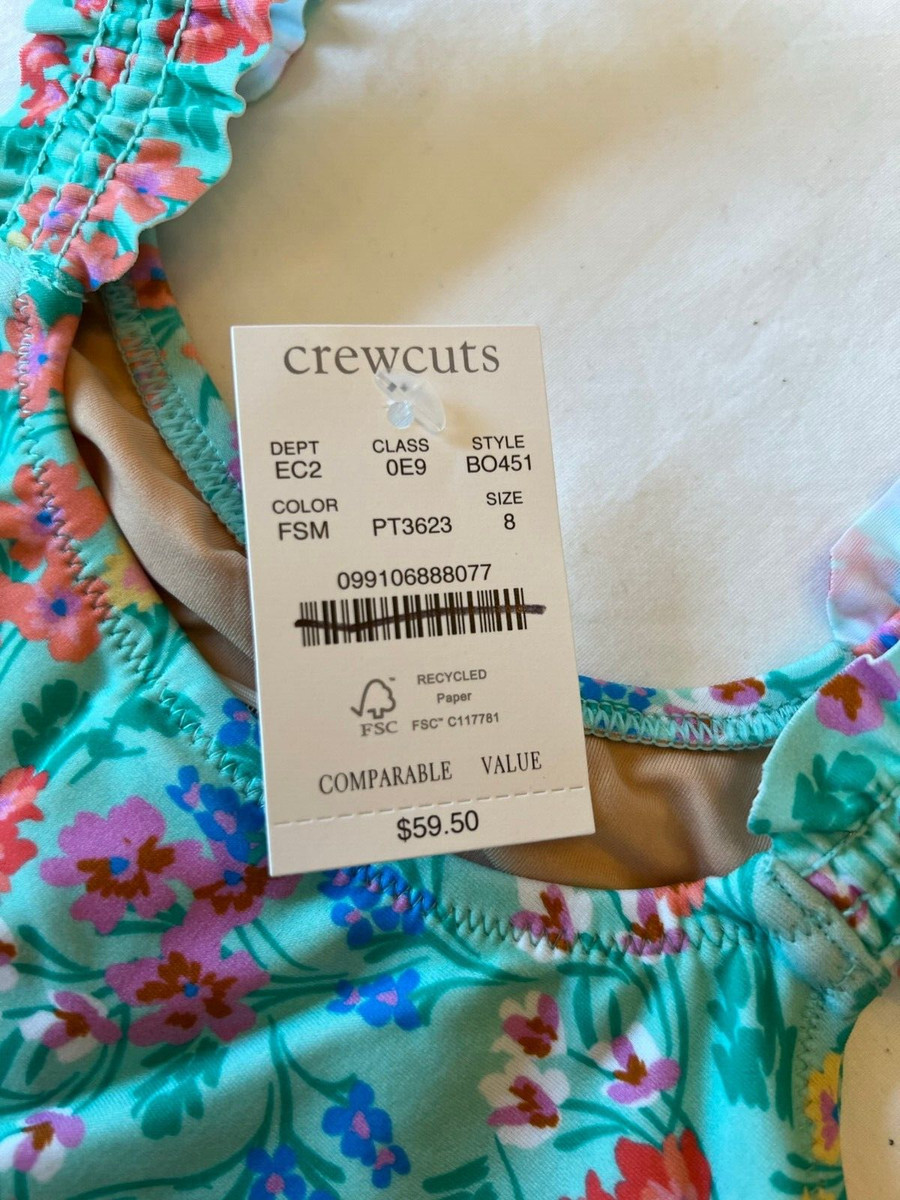 crewcuts
DEPT CLASS STYLE
EC2 0E9 BO451
COLOR SIZE
FSM PT3623 8
099106888077
RECYCLED
Paper
FSC™ C117781
FSC
COMPARABLE VALUE
$59.50